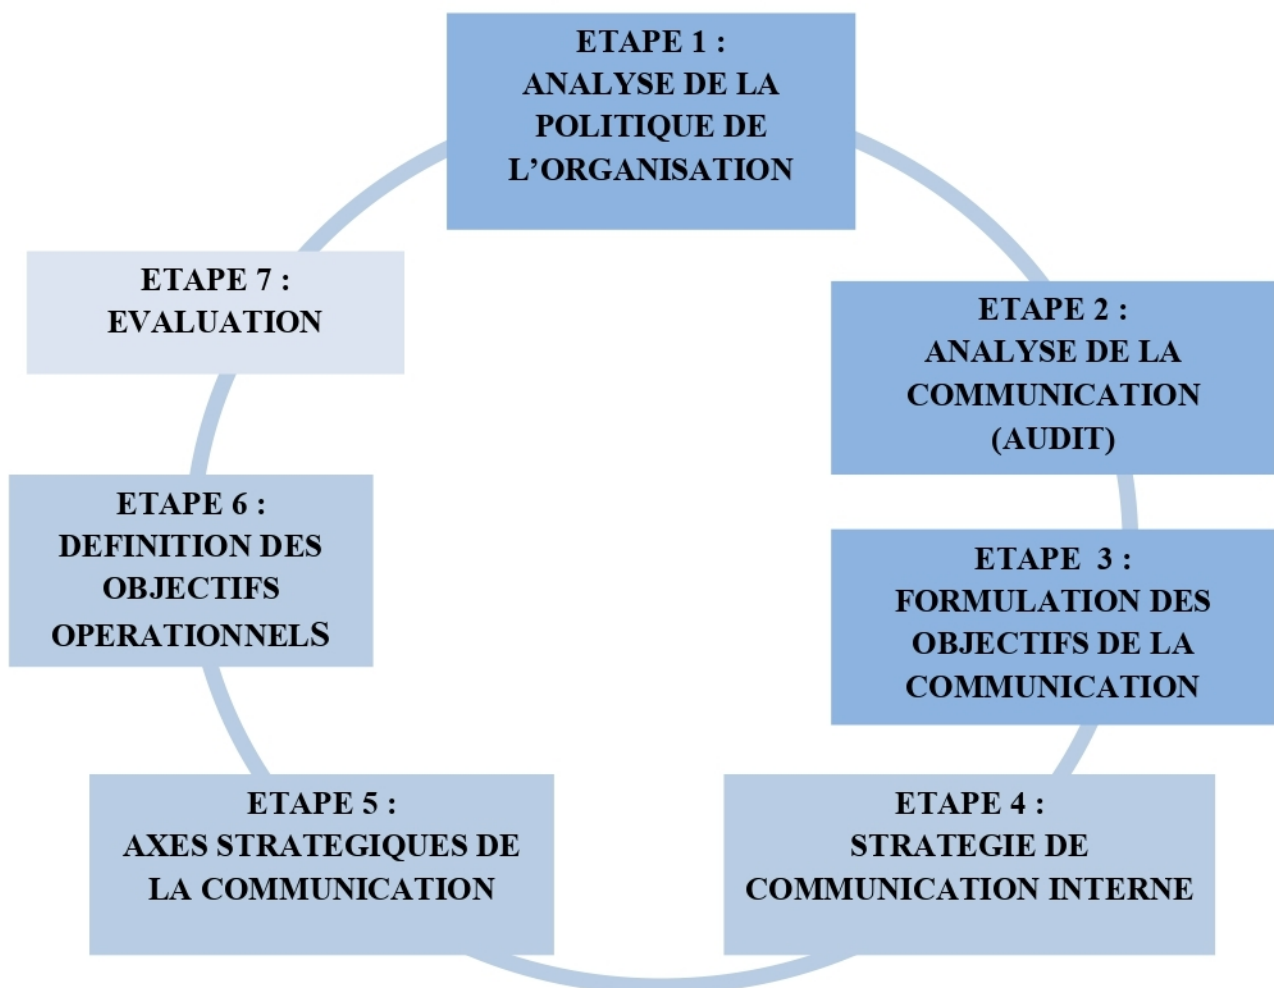 ETAPE 1 :
ANALYSE DE LA
POLITIQUE DE
L’ORGANISATION
ETAPE 2 :
ANALYSE DE LA
COMMUNICATION
(AUDIT)
ETAPE 3 :
FORMULATION DES
OBJECTIFS DE LA
COMMUNICATION
ETAPE 4 :
STRATEGIE DE
COMMUNICATION INTERNE
ETAPE 5 :
AXES STRATEGIQUES DE
LA COMMUNICATION
ETAPE 6 :
DEFINITION DES
OBJECTIFS
OPERATIONNELS
ETAPE 7 :
EVALUATION